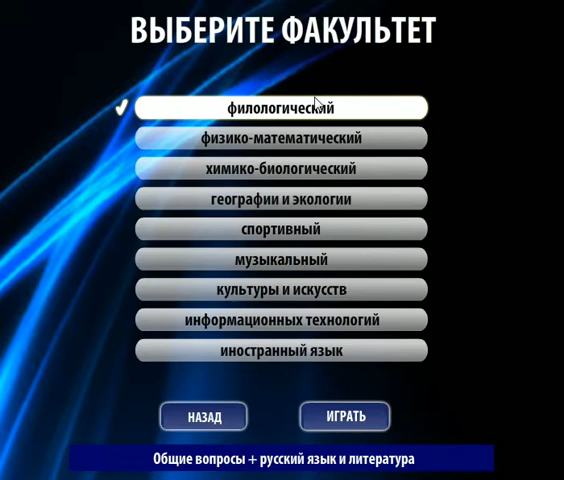 ВЫБЕРИТЕ ФАКУЛЬТЕТ
филологический
физико-математический
химико-биологический
географии и экологии
спортивный
музыкальный
культуры и искусств
информационных технологий
иностранный язык
НАЗАД
ИГРАТЬ
Общие вопросы + русский язык и литература